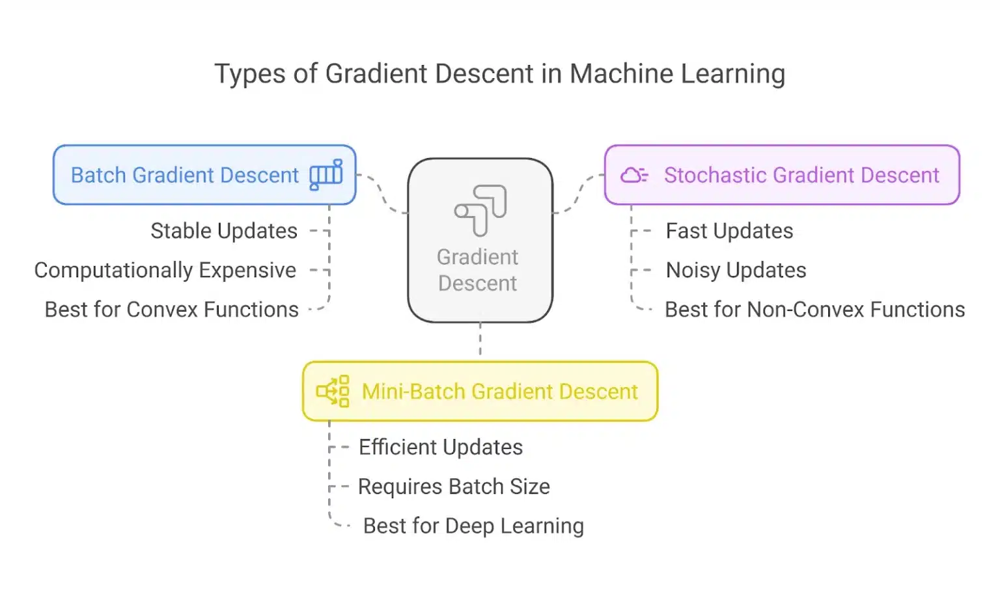 Types of Gradient Descent in Machine Learning
Batch Gradient Descent
Stable Updates
Computationally Expensive
Best for Convex Functions
Gradient
Descent
Stochastic Gradient Descent
Fast Updates
Noisy Updates
Best for Non-Convex Functions
Mini-Batch Gradient Descent
Efficient Updates
Requires Batch Size
Best for Deep Learning